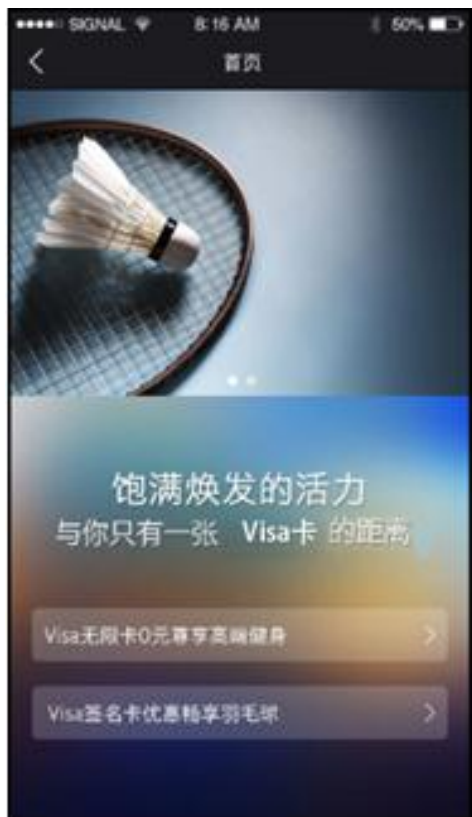 SIGNAL 8:16 AM 50%
首页
饱满焕发的活力
与你只有一张 Visa卡 的距离
Visa无限卡0元尊享高端健身
Visa签名卡优惠畅享羽毛球